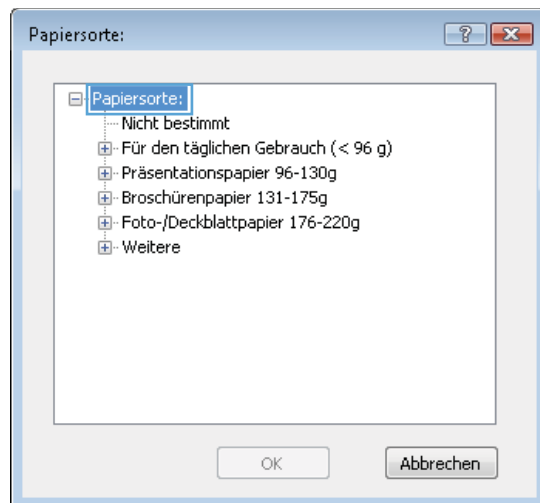 Papiersorte:
Papiersorte:
Nicht bestimmt
Für den täglichen Gebrauch (< 96 g)
Präsentationspapier 96-130g
Broschürenpapier 131-175g
Foto-/Deckblattpapier 176-220g
Weitere
OK
Abbrechen